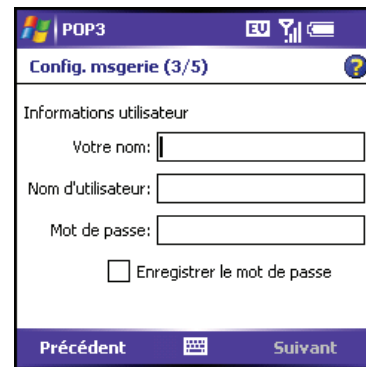 POP3 EV
Config. msgerie (3/5)
Informations utilisateur
Votre nom:
Nom d'utilisateur:
Mot de passe:
Enregistrer le mot de passe
Précédent Suivant